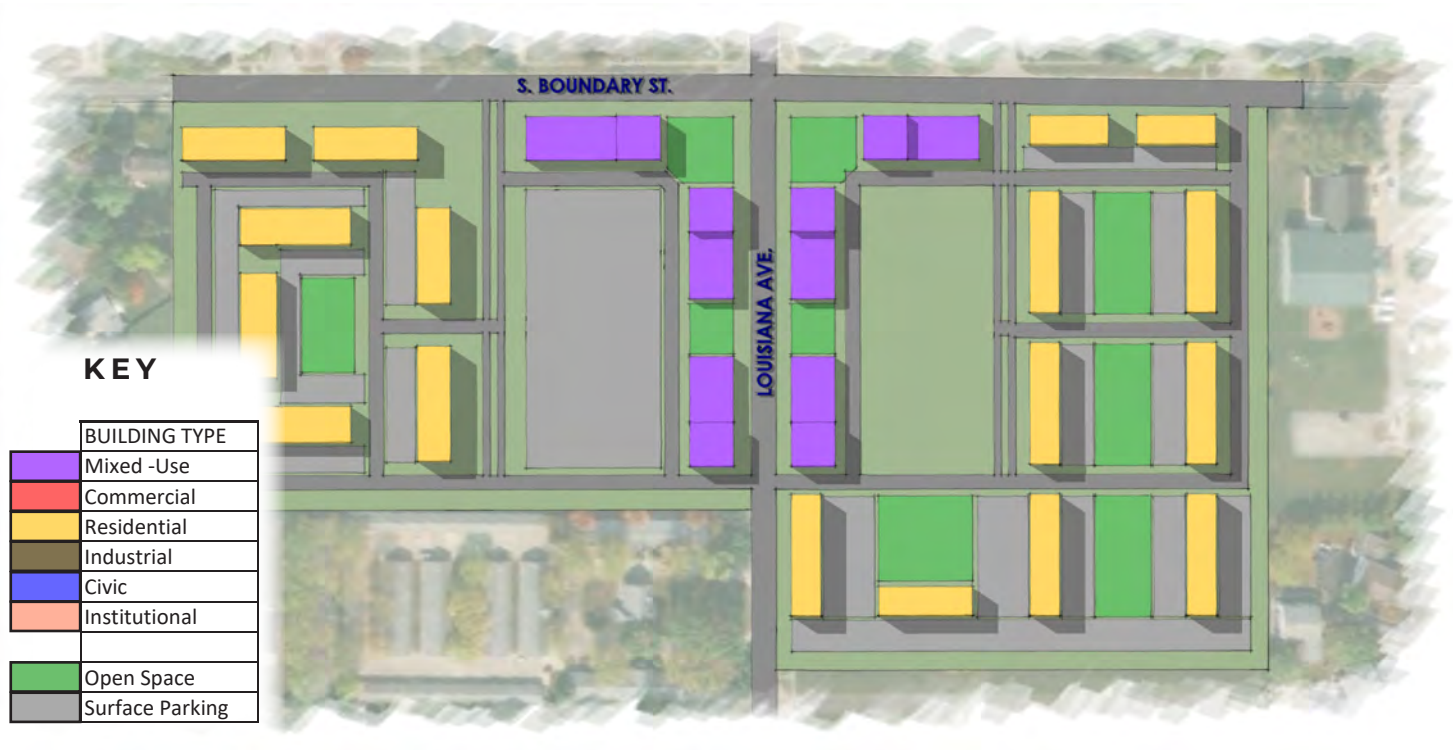 S. BOUNDARY ST.
LOUISIANA AVE.
KEY
BUILDING TYPE
Mixed -Use
Commercial
Residential
Industrial
Civic
Institutional
Open Space
Surface Parking